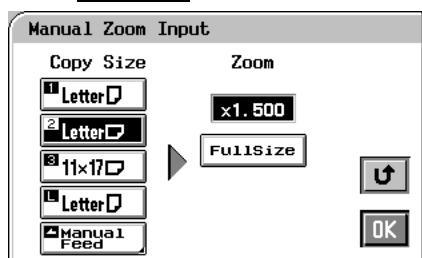 Manual Zoom Input
Copy Size
Zoom
1 Letter
2 Letter
3 11×17
L Letter
Manual
Feed
x1.500
FullSize
OK